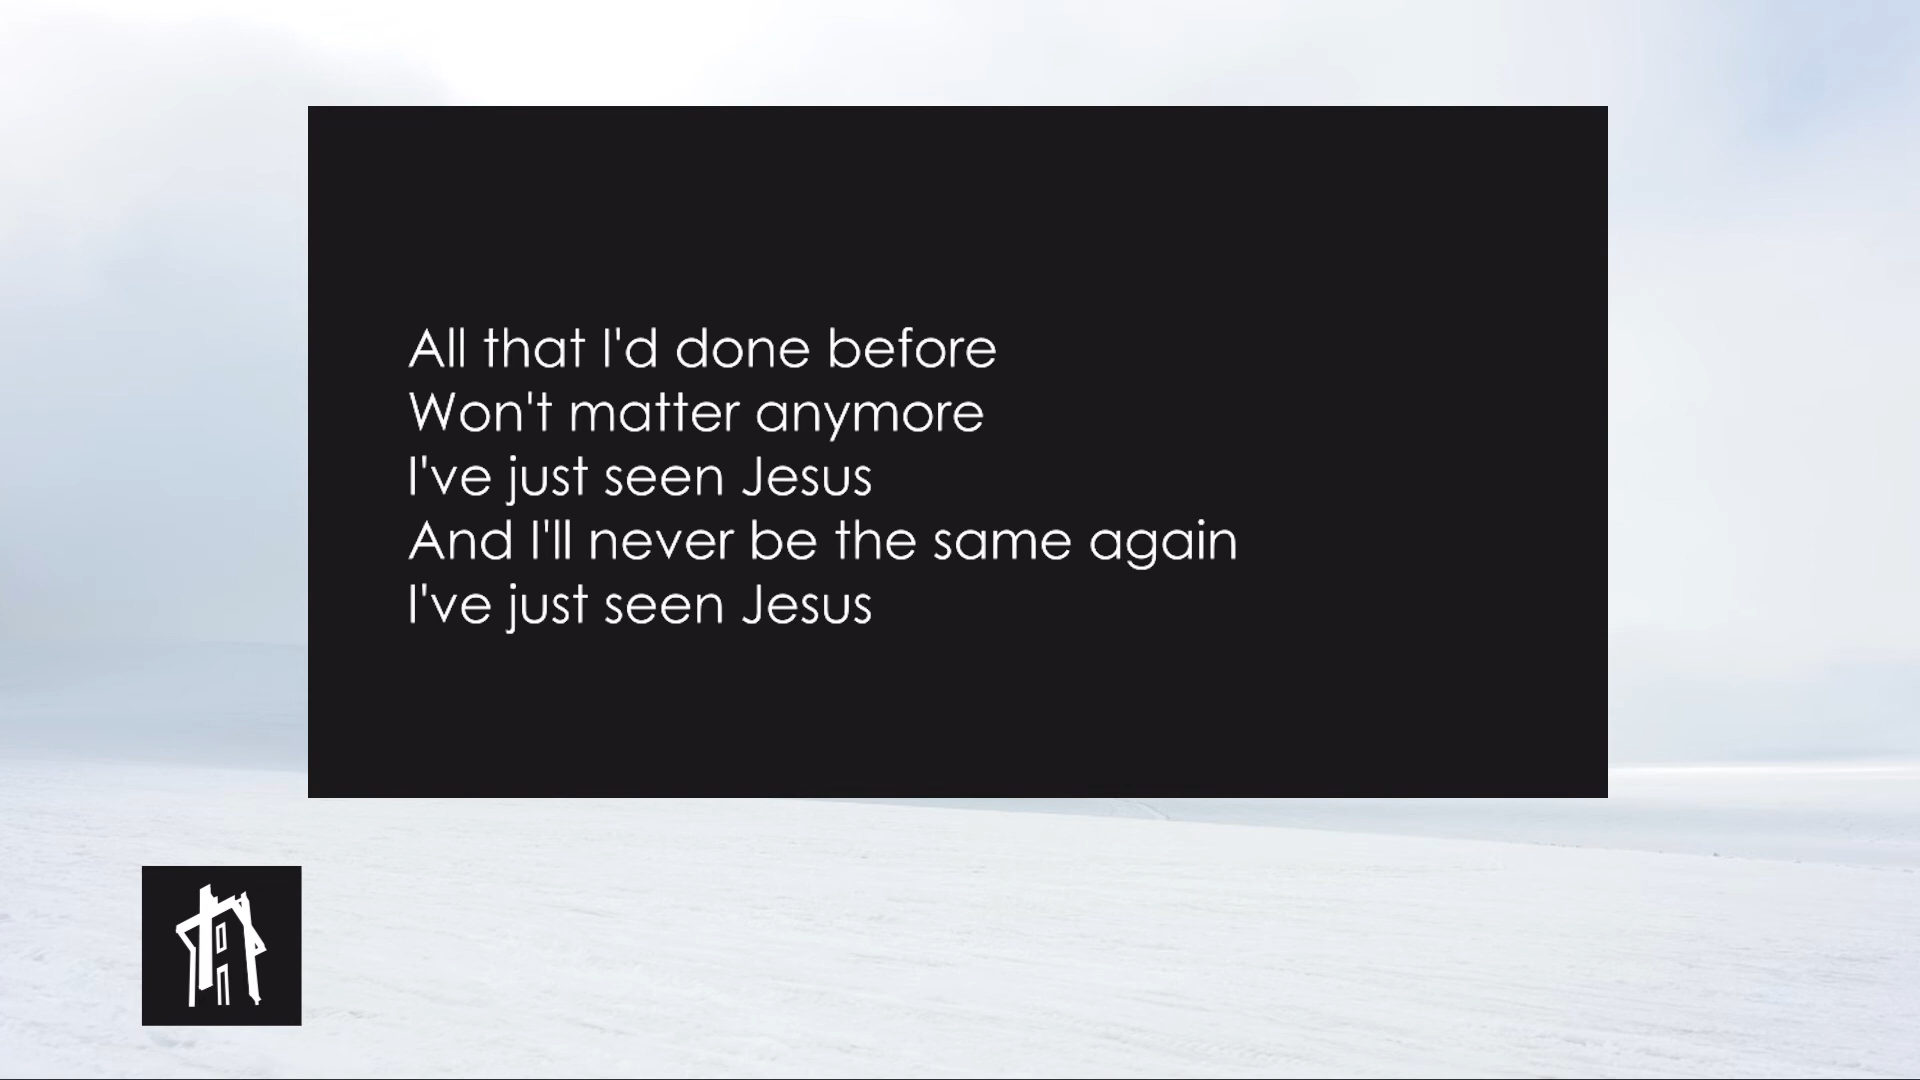 All that I'd done before
Won't matter anymore
I've just seen Jesus
And I'll never be the same again
I've just seen Jesus